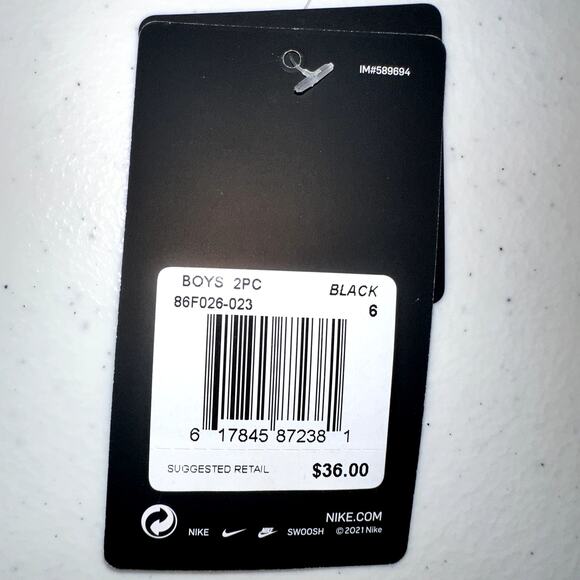 IM#589694
BOYS 2PC
BLACK
86F026-023
6
6 17845 87238 1
SUGGESTED RETAIL $36.00
NIKE.COM
NIKE SWOOSH © 2021 Nike